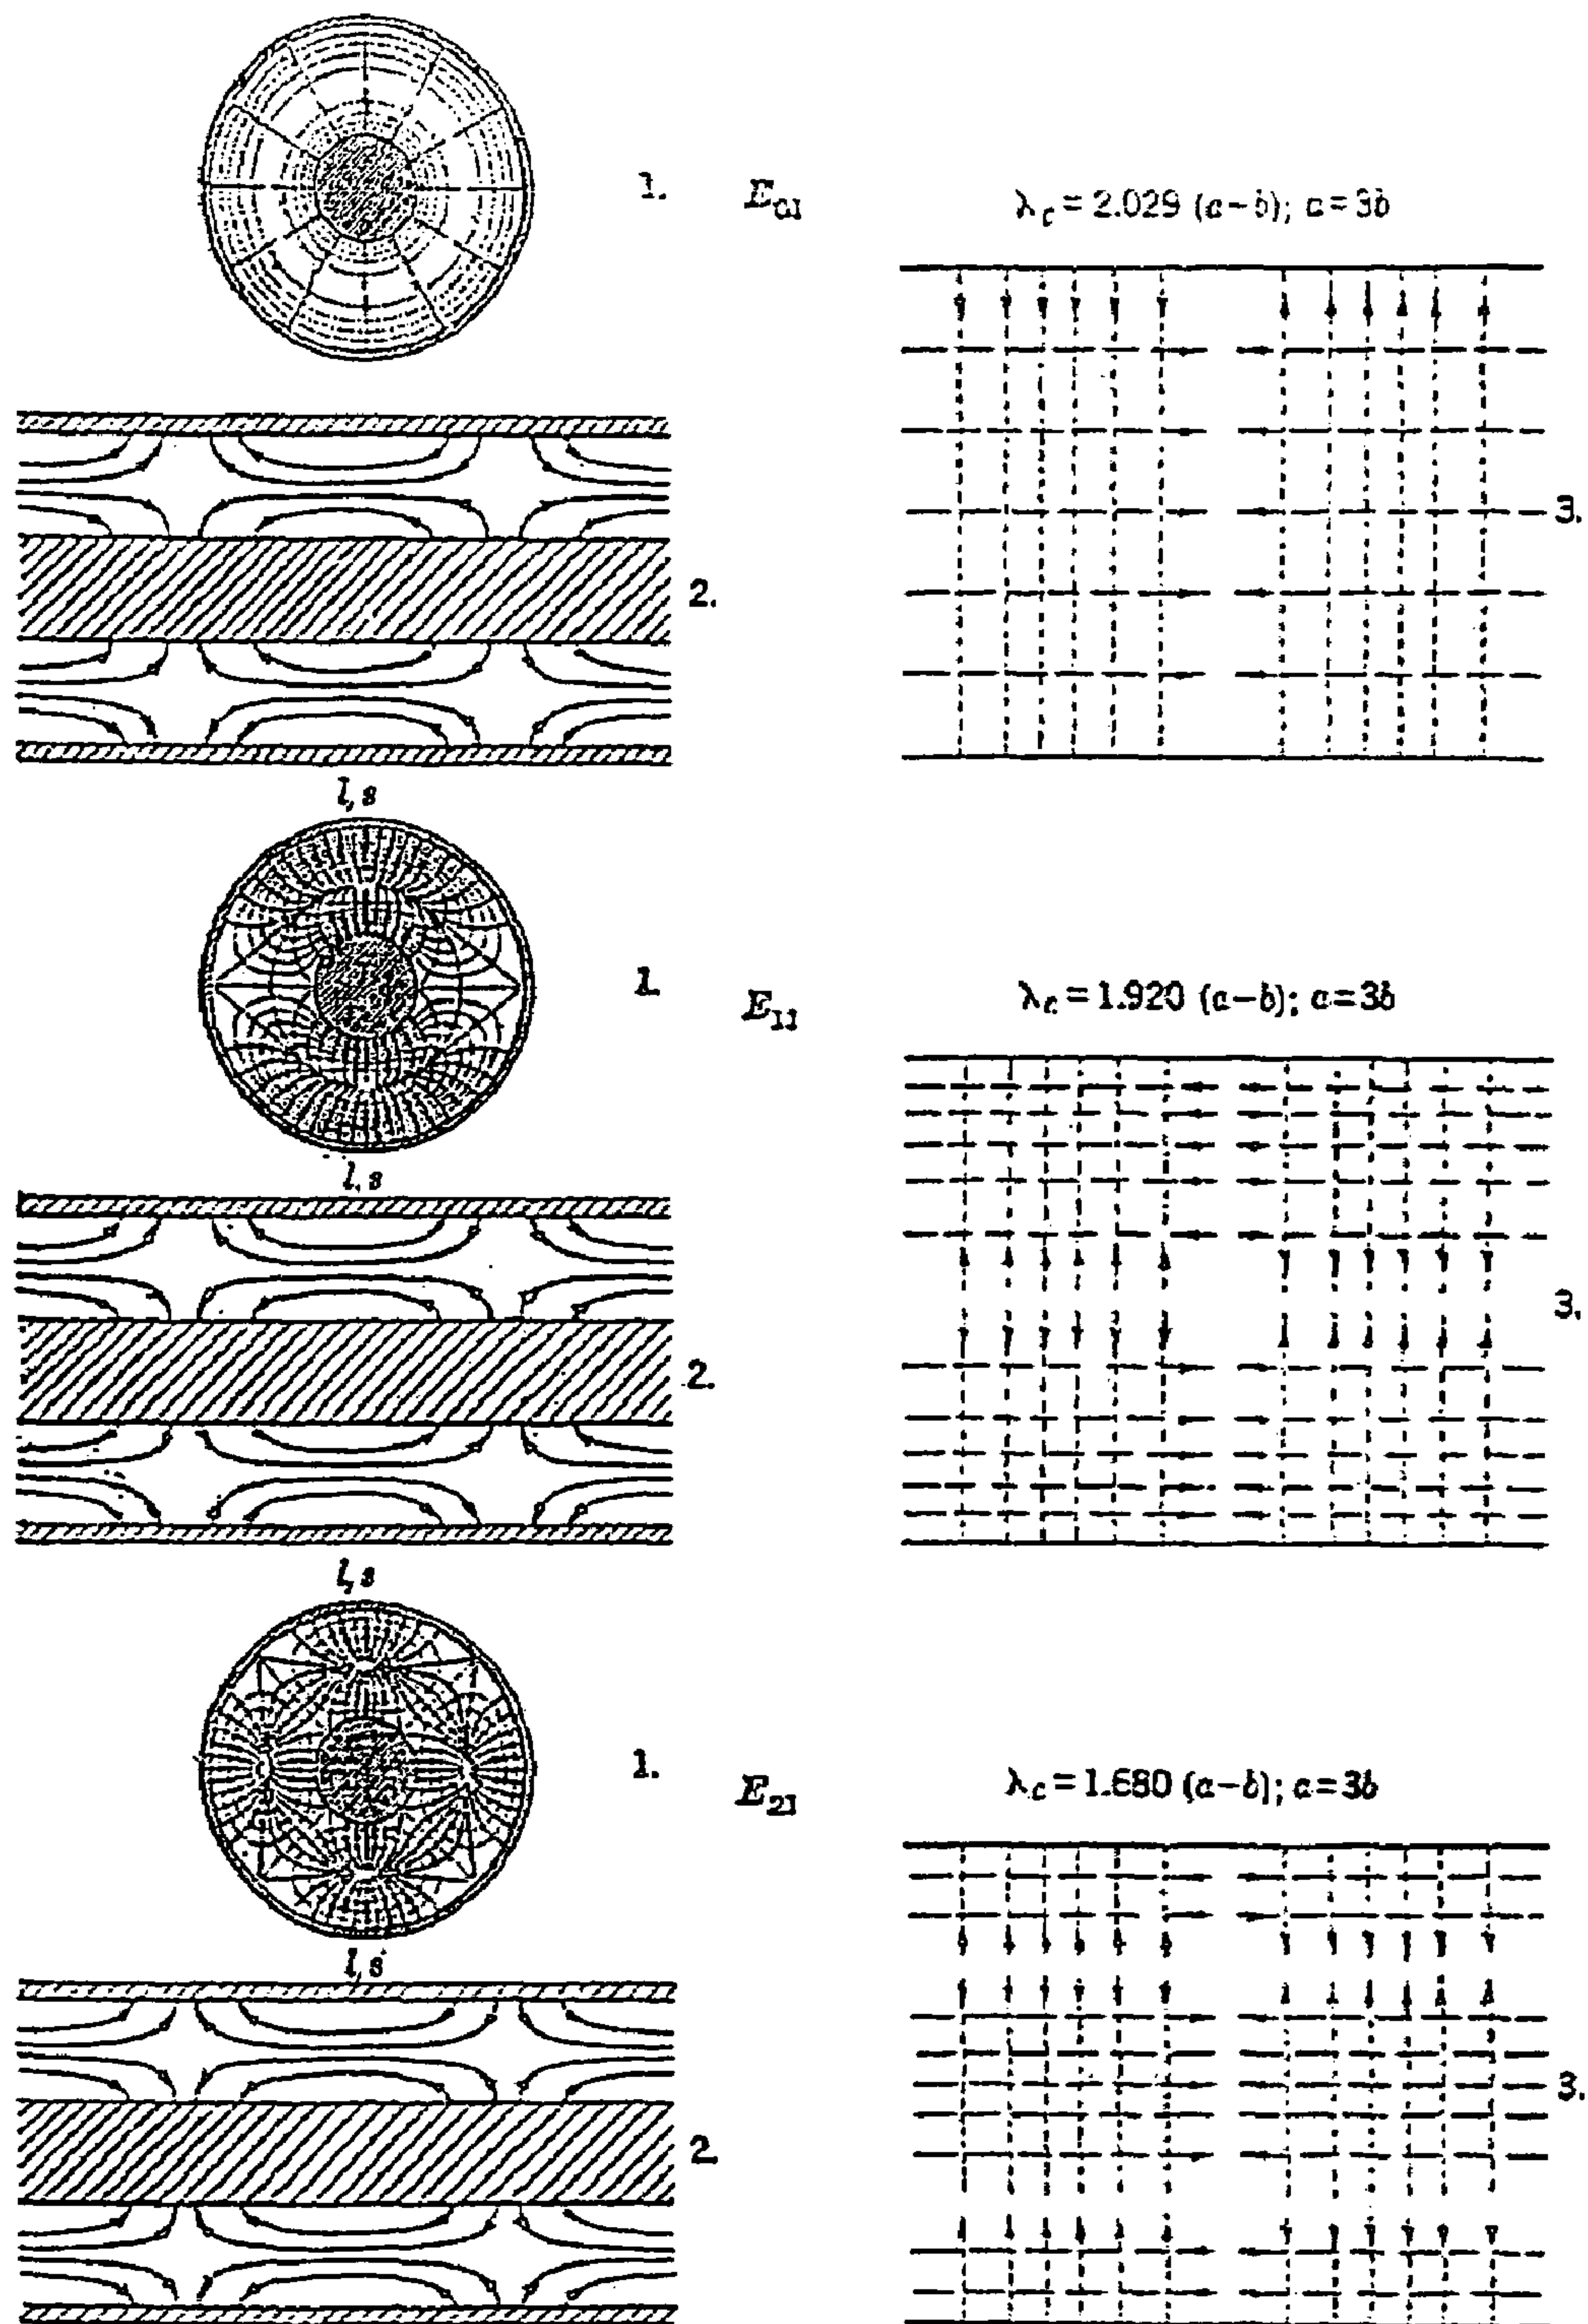 1. E₀₁ λc = 2.029 (a−b); a=3b
3.
2.
l, s
1. E₁₁ λc = 1.920 (a−b); a=3b
l, s
3.
2.
l, s
1. E₂₁ λc = 1.680 (a−b); a=3b
l, s
3.
2.